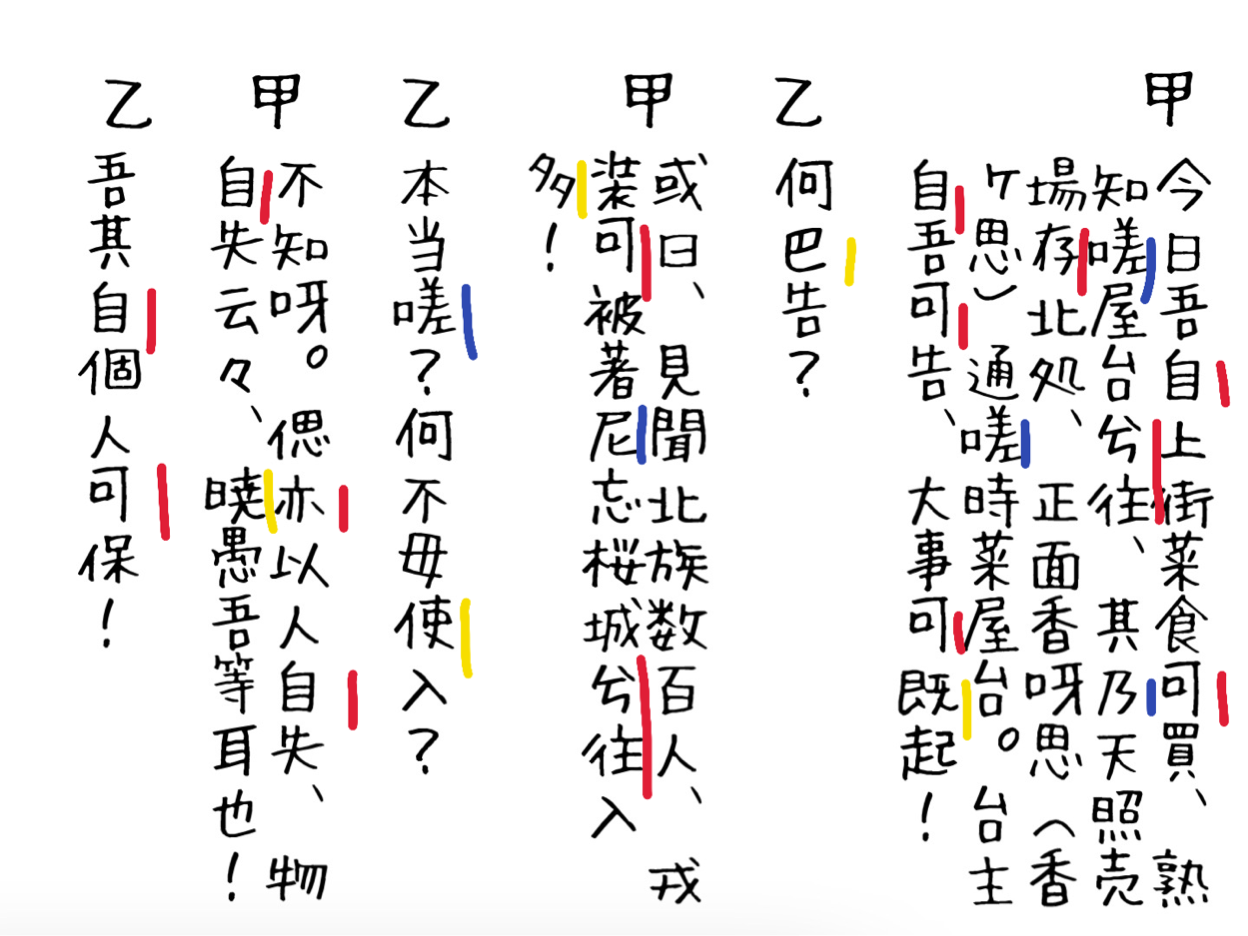 甲 今日吾自上街菜食可買、熟
知嗟屋台兮往、其乃天照売
場存北処、正面香呀思（香
ケ思）通嗟時菜屋台。台主
自吾可告、大事可既起！
乙 何巴告？
甲 或曰、見聞北族数百人、戎
装可被著尼忘桜城兮往入
多！
乙 本当嗟？何不毋使入？
甲 不知呀。偲亦以人自失、物
自失云々、暁愚吾等耳也！
乙 吾其自個人可保！